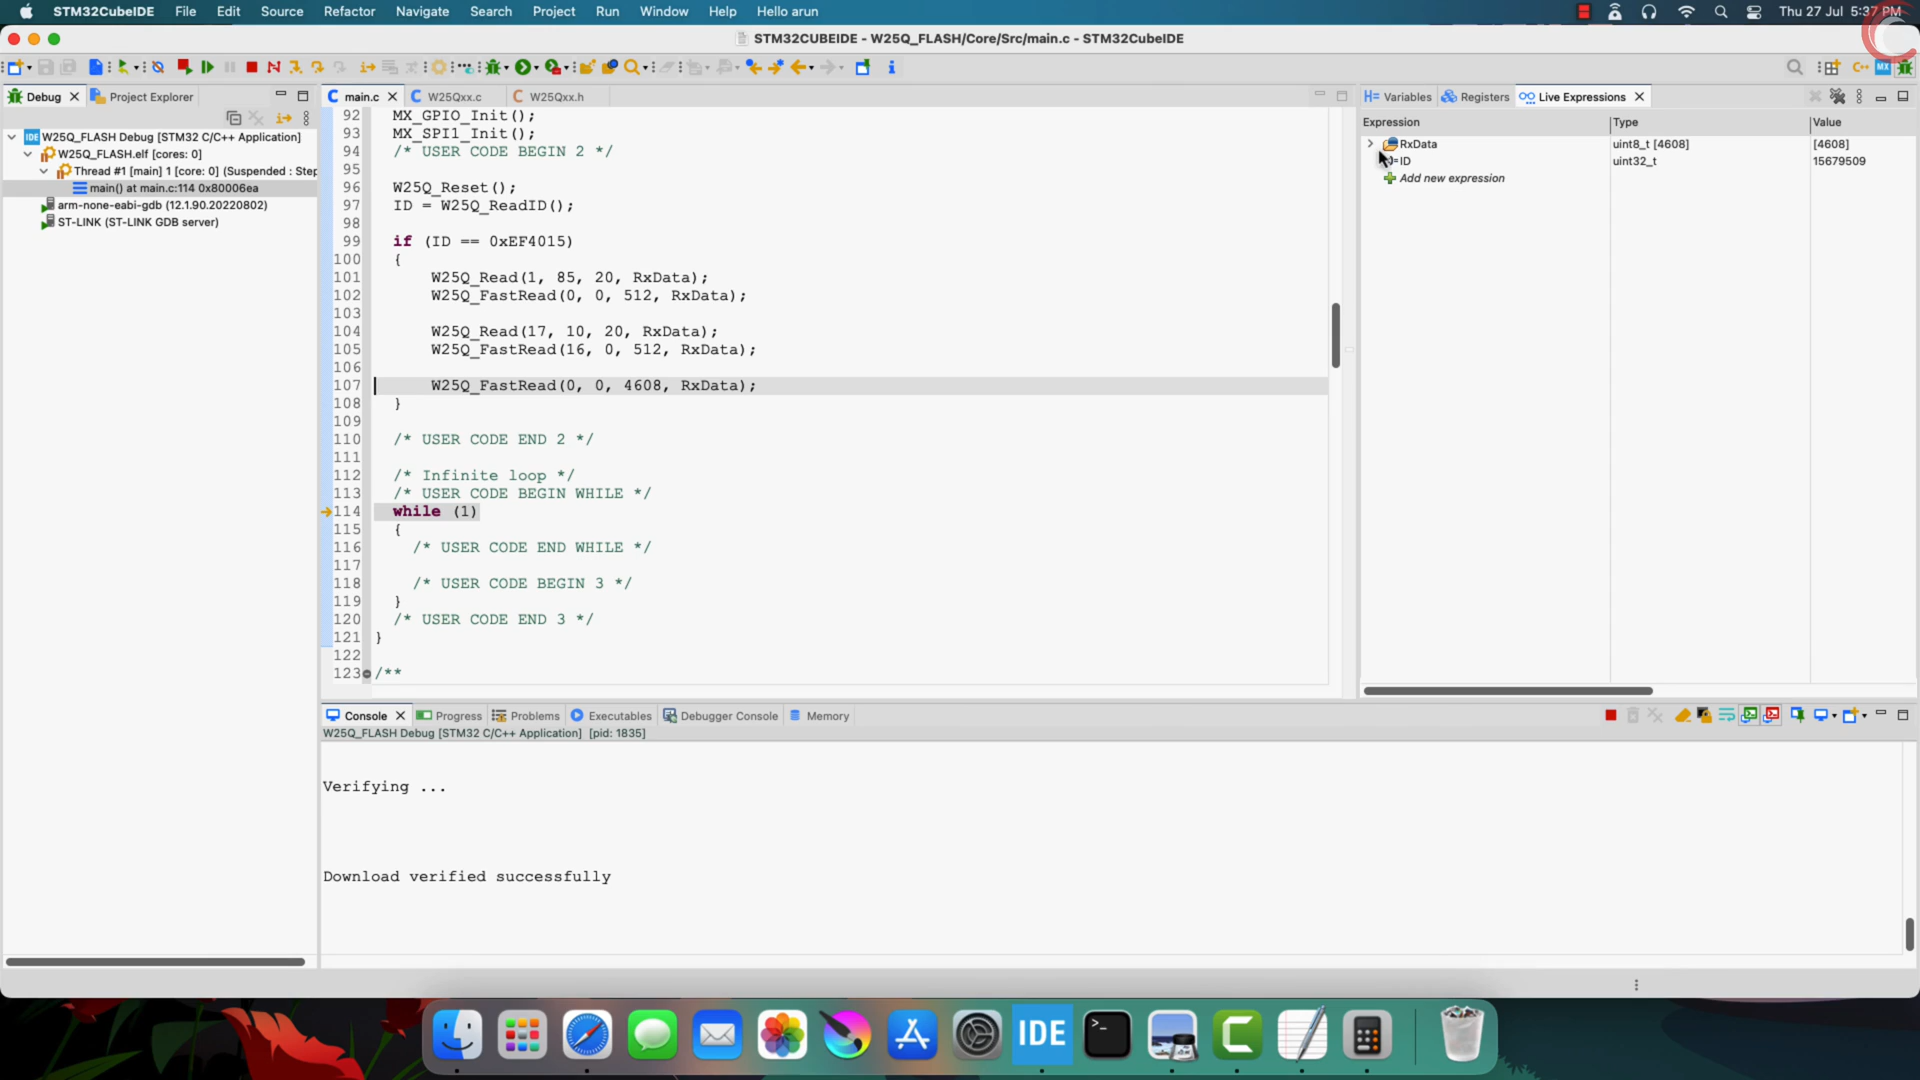 STM32CubeIDE File Edit Source Refactor Navigate Search Project Run Window Help Hello arun Thu 27 Jul 5:37 PM
STM32CUBEIDE - W25Q_FLASH/Core/Src/main.c - STM32CubeIDE
MX
Debug Project Explorer main.c W25Qxx.c W25Qxx.h Variables Registers Live Expressions
Expression Type Value
RxData uint8_t [4608] [4608]
ID uint32_t 15679509
Add new expression
IDE W25Q_FLASH Debug [STM32 C/C++ Application]
W25Q_FLASH.elf [cores: 0]
Thread #1 [main] 1 [core: 0] (Suspended : Step
main() at main.c:114 0x80006ea
arm-none-eabi-gdb (12.1.90.20220802)
ST-LINK (ST-LINK GDB server)
92 MX_GPIO_Init();
93 MX_SPI1_Init();
94 /* USER CODE BEGIN 2 */
95
96 W25Q_Reset();
97 ID = W25Q_ReadID();
98
99 if (ID == 0xEF4015)
100 {
101 W25Q_Read(1, 85, 20, RxData);
102 W25Q_FastRead(0, 0, 512, RxData);
103
104 W25Q_Read(17, 10, 20, RxData);
105 W25Q_FastRead(16, 0, 512, RxData);
106
107 W25Q_FastRead(0, 0, 4608, RxData);
108 }
109
110 /* USER CODE END 2 */
111
112 /* Infinite loop */
113 /* USER CODE BEGIN WHILE */
114 while (1)
115 {
116 /* USER CODE END WHILE */
117
118 /* USER CODE BEGIN 3 */
119 }
120 /* USER CODE END 3 */
121 }
122
123 /**
Console Progress Problems Executables Debugger Console Memory
W25Q_FLASH Debug [STM32 C/C++ Application] [pid: 1835]
Verifying ...
Download verified successfully
IDE